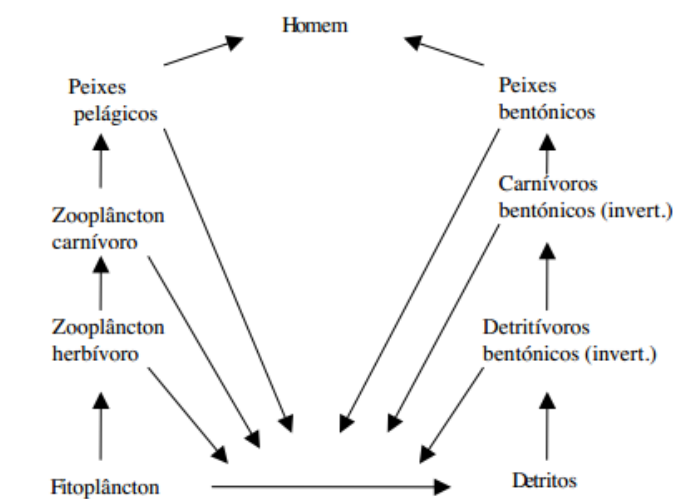 Homem
Peixes
pelágicos
Peixes
bentónicos
Carnívoros
bentónicos (invert.)
Zooplâncton
carnívoro
Zooplâncton
herbívoro
Detritívoros
bentónicos (invert.)
Fitoplâncton
Detritos